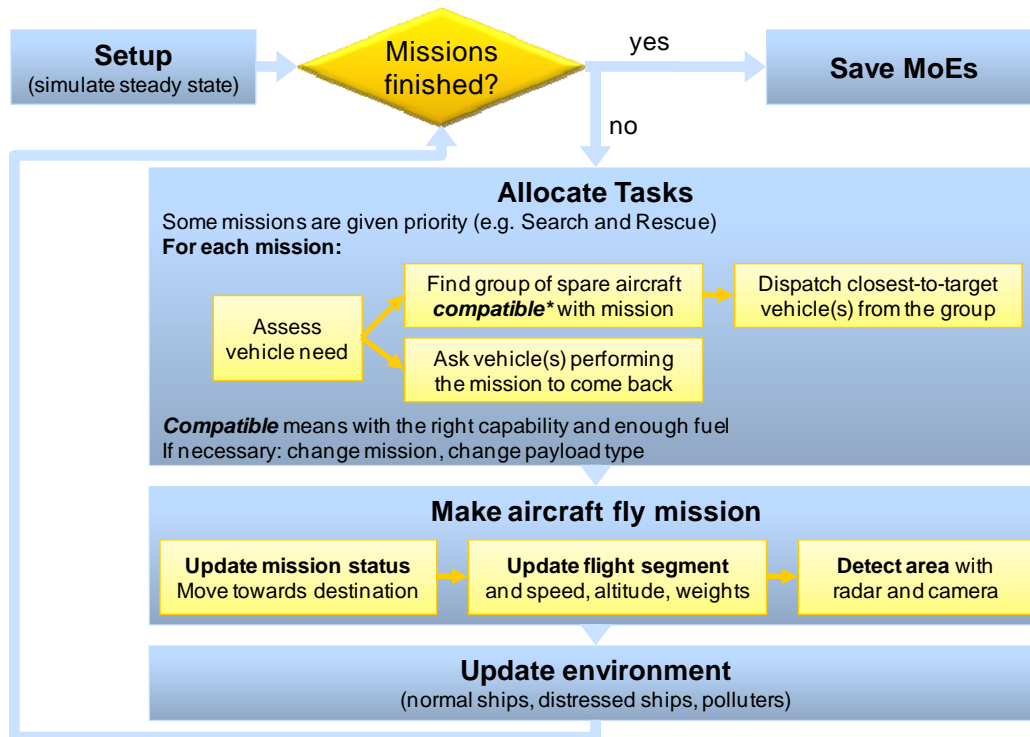 Setup
(simulate steady state)
Missions
finished?
yes
Save MoEs
no
Allocate Tasks
Some missions are given priority (e.g. Search and Rescue)
For each mission:
Assess
vehicle need
Find group of spare aircraft
compatible* with mission
Dispatch closest-to-target
vehicle(s) from the group
Ask vehicle(s) performing
the mission to come back
Compatible means with the right capability and enough fuel
If necessary: change mission, change payload type
Make aircraft fly mission
Update mission status
Move towards destination
Update flight segment
and speed, altitude, weights
Detect area with
radar and camera
Update environment
(normal ships, distressed ships, polluters)